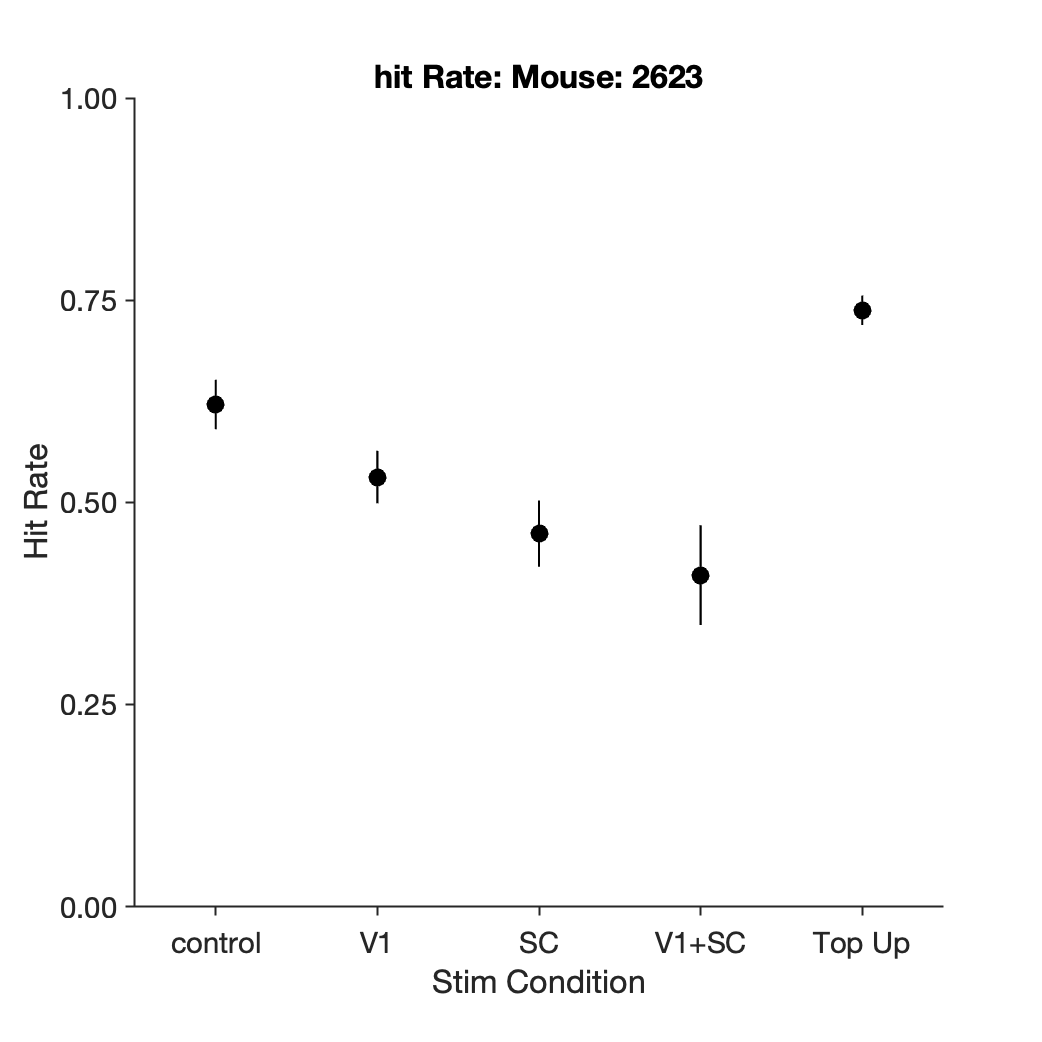 hit Rate: Mouse: 2623
1.00
0.75
0.50
0.25
0.00
Hit Rate
control V1 SC V1+SC Top Up
Stim Condition